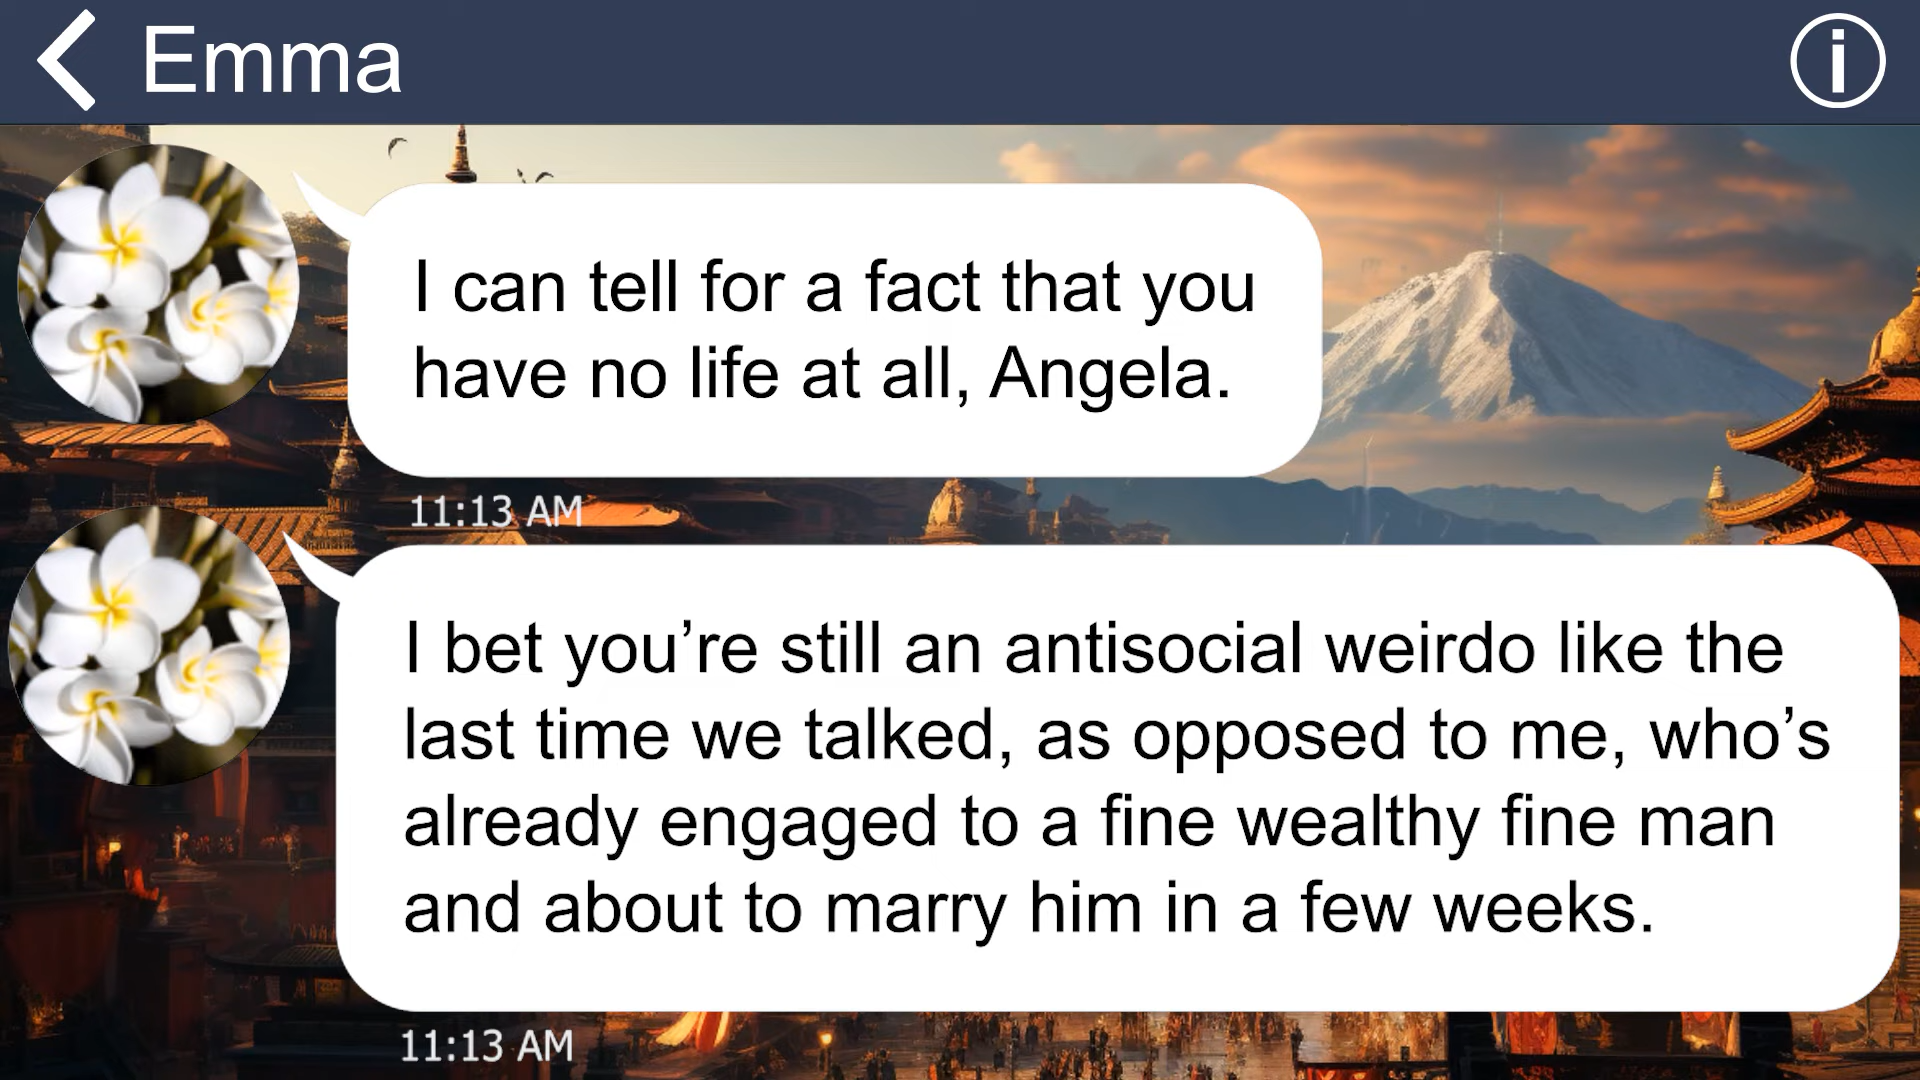 Emma
I can tell for a fact that you
have no life at all, Angela.
11:13 AM
I bet you’re still an antisocial weirdo like the
last time we talked, as opposed to me, who’s
already engaged to a fine wealthy fine man
and about to marry him in a few weeks.
11:13 AM